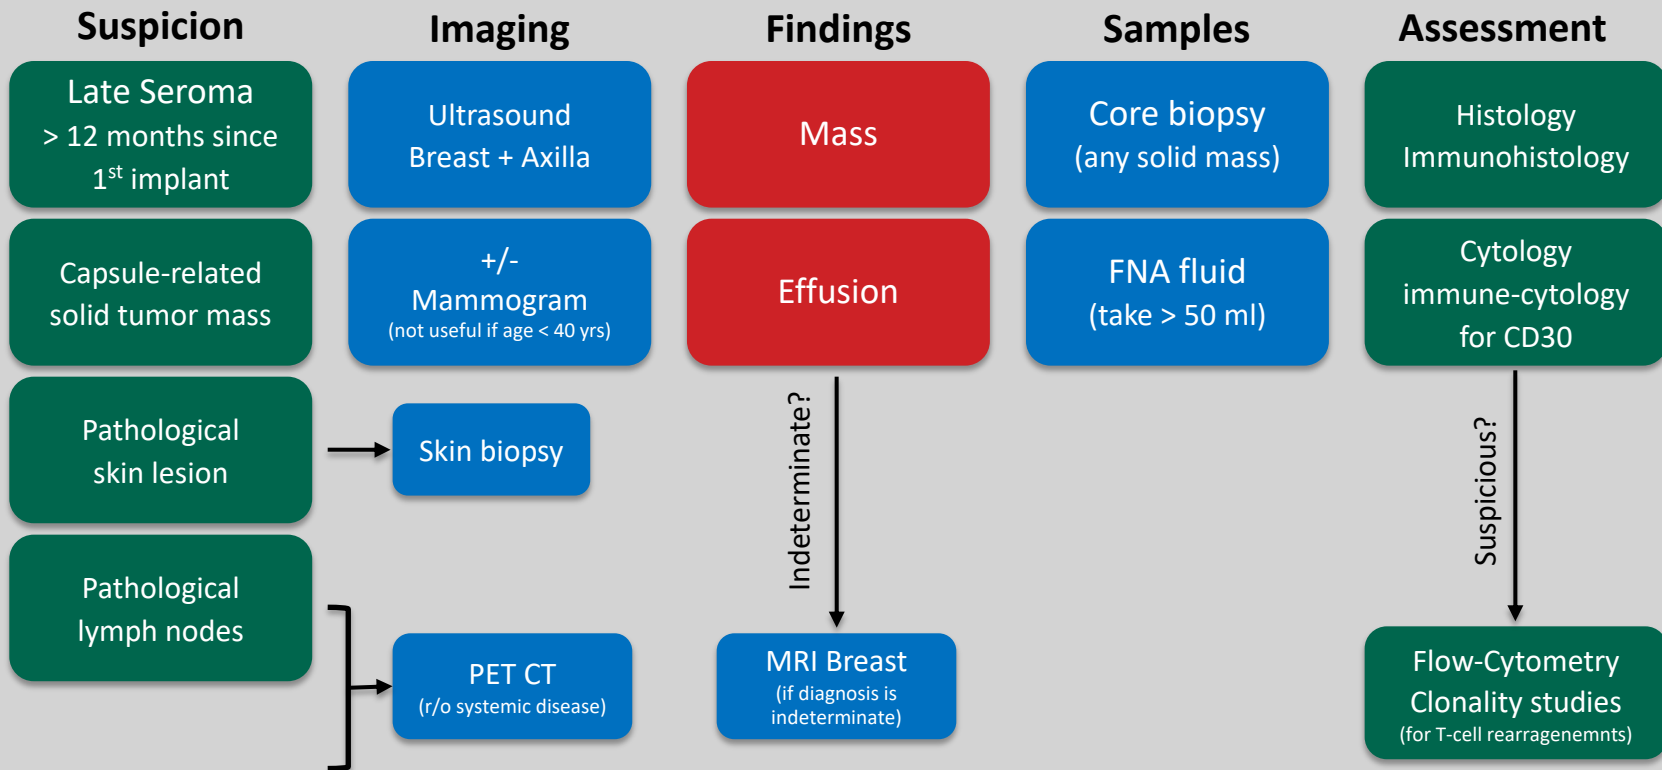 Suspicion
Late Seroma
> 12 months since
1st implant
Capsule-related
solid tumor mass
Pathological
skin lesion
Pathological
lymph nodes
Imaging
Ultrasound
Breast + Axilla
+/-
Mammogram
(not useful if age < 40 yrs)
Skin biopsy
PET CT
(r/o systemic disease)
Findings
Mass
Effusion
Indeterminate?
MRI Breast
(if diagnosis is
indeterminate)
Samples
Core biopsy
(any solid mass)
FNA fluid
(take > 50 ml)
Assessment
Histology
Immunohistology
Cytology
immune-cytology
for CD30
Suspicious?
Flow-Cytometry
Clonality studies
(for T-cell rearragenemnts)